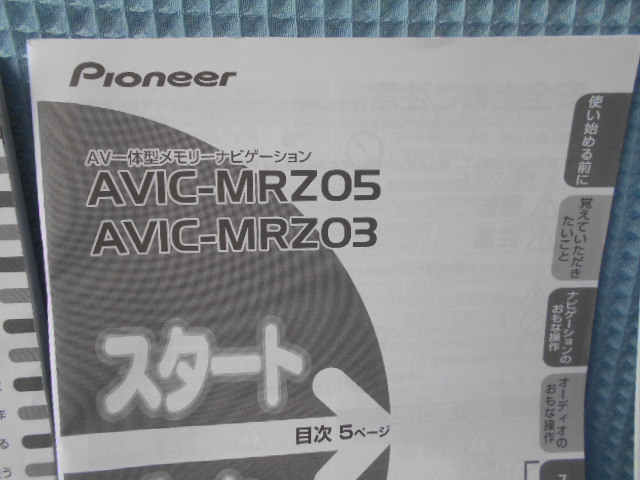 Pioneer
AV一体型メモリーナビゲーション
AVIC-MRZ05
AVIC-MRZ03
スタート
目次 5ページ
使い始める前に
覚えていただき
たいこと
ナビゲーションの
おもな操作
オーディオの
おもな操作